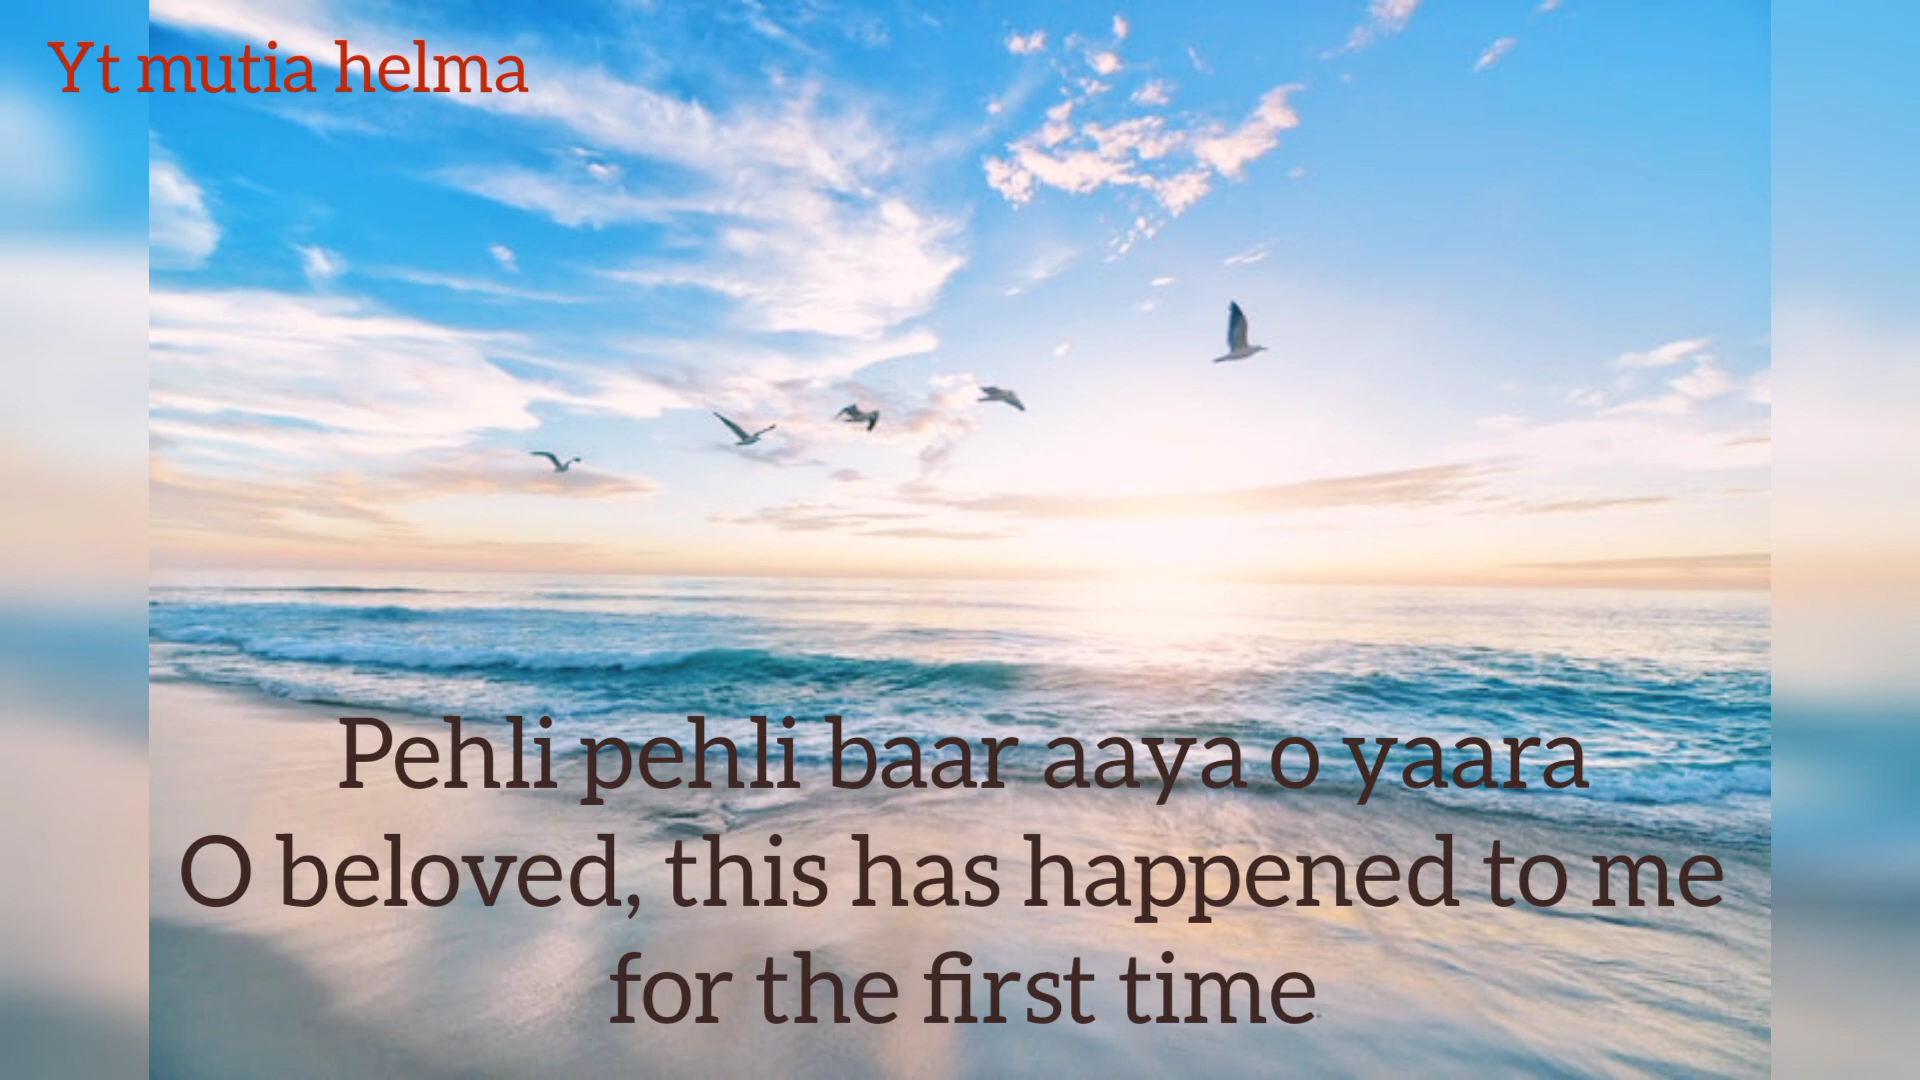 Yt mutia helma
Pehli pehli baar aaya o yaara
O beloved, this has happened to me
for the first time